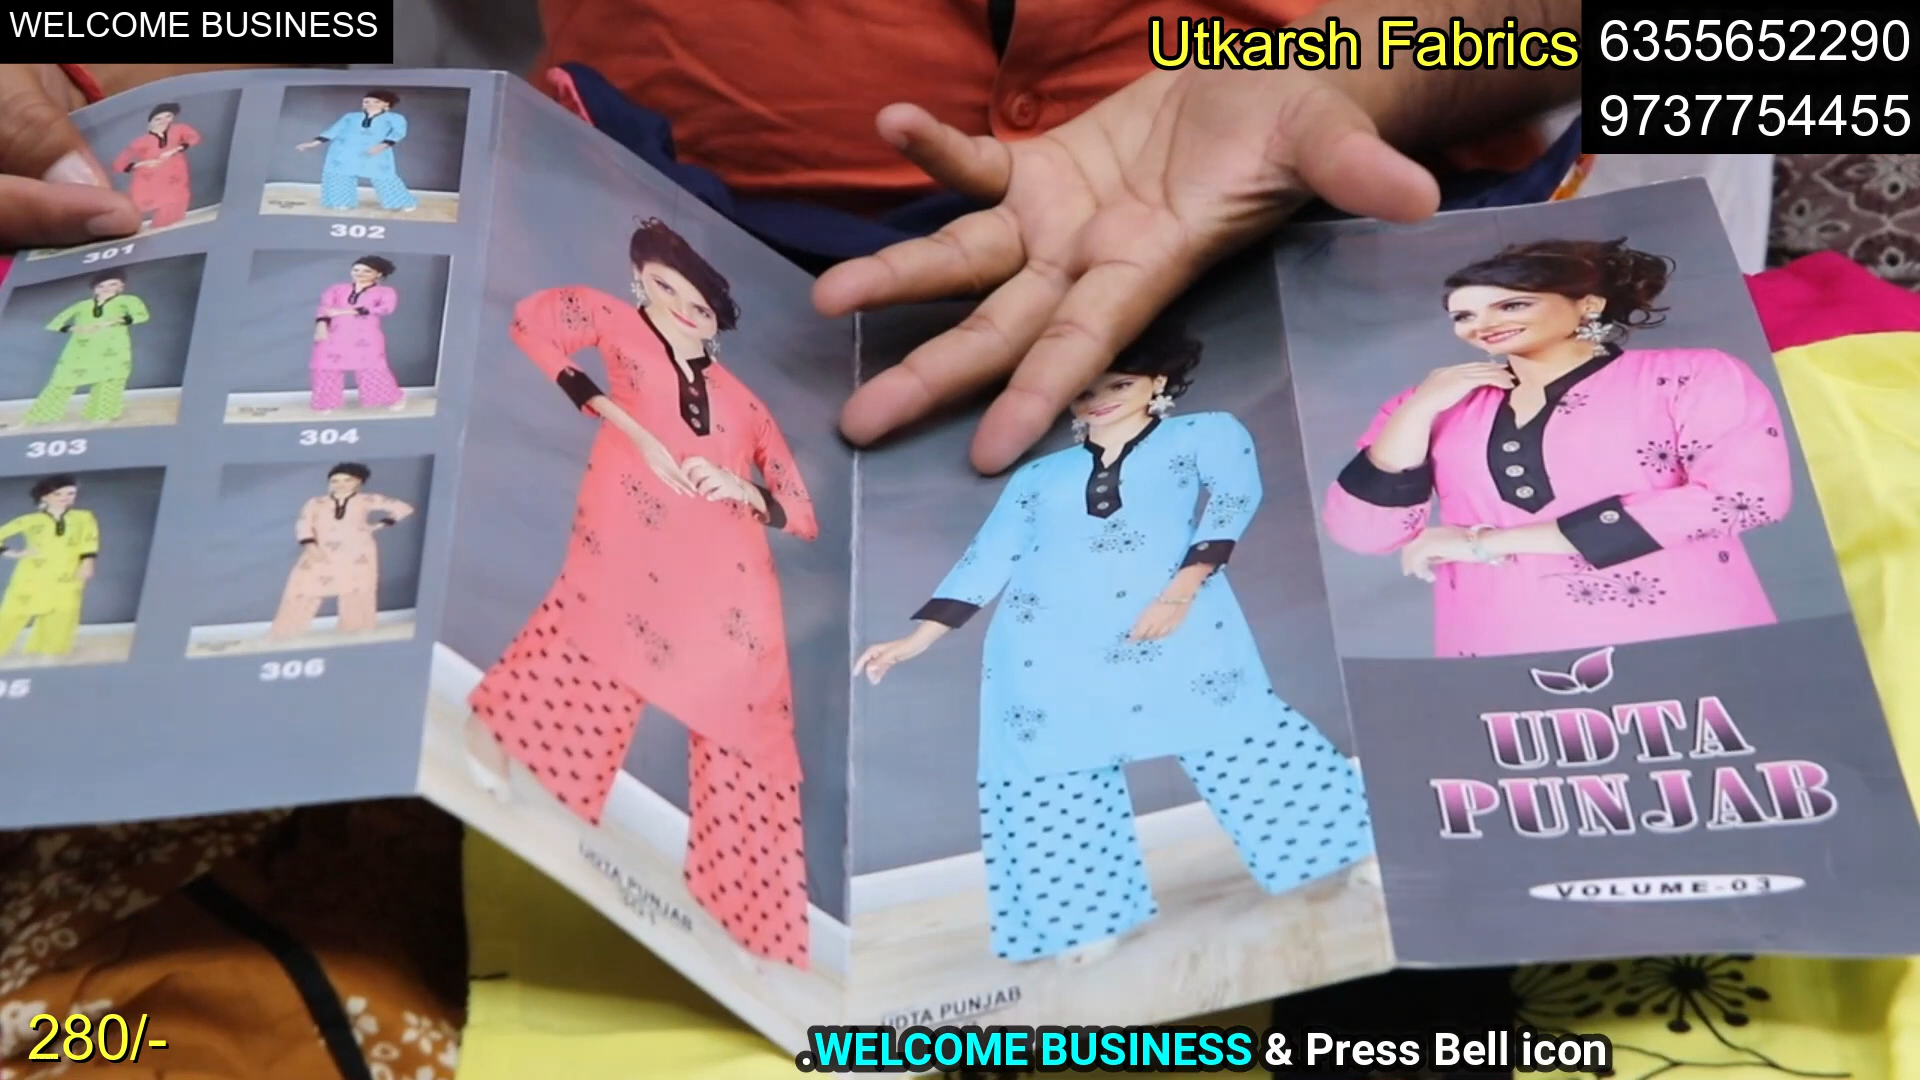 WELCOME BUSINESS
Utkarsh Fabrics
6355652290
9737754455
301
302
303
304
306
UDTA PUNJAB
301
UDTA PUNJAB
UDTA
PUNJAB
VOLUME-03
280/-
.WELCOME BUSINESS & Press Bell icon